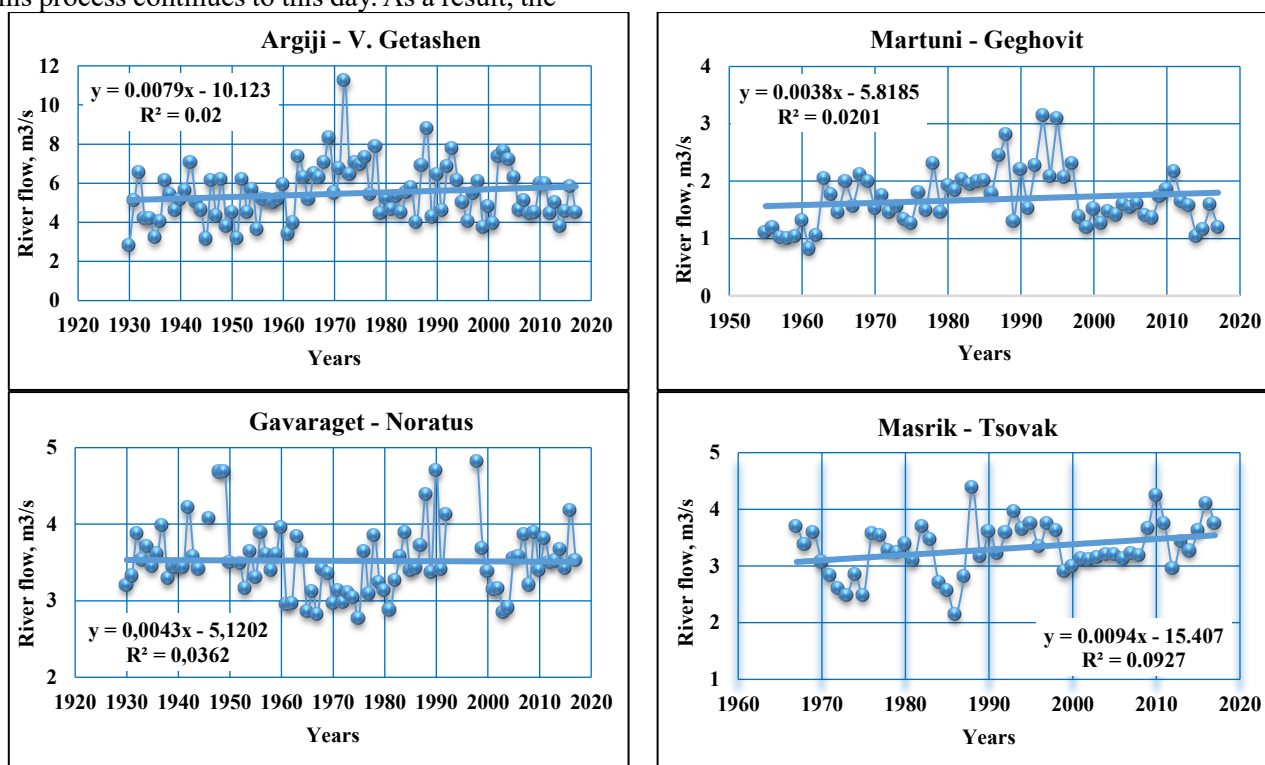 his process continues to this day. As a result, the
Argiji - V. Getashen
y = 0.0079x - 10.123
R² = 0.02
River flow, m3/s
12
10
8
6
4
2
0
1920 1930 1940 1950 1960 1970 1980 1990 2000 2010 2020
Years
Martuni - Geghovit
y = 0.0038x - 5.8185
R² = 0.0201
River flow, m3/s
4
3
2
1
0
1950 1960 1970 1980 1990 2000 2010 2020
Years
Gavaraget - Noratus
y = 0,0043x - 5,1202
R² = 0,0362
River flow, m3/s
5
4
3
2
1920 1930 1940 1950 1960 1970 1980 1990 2000 2010 2020
Years
Masrik - Tsovak
y = 0.0094x - 15.407
R² = 0.0927
River flow, m3/s
5
4
3
2
1
1960 1970 1980 1990 2000 2010 2020
Years